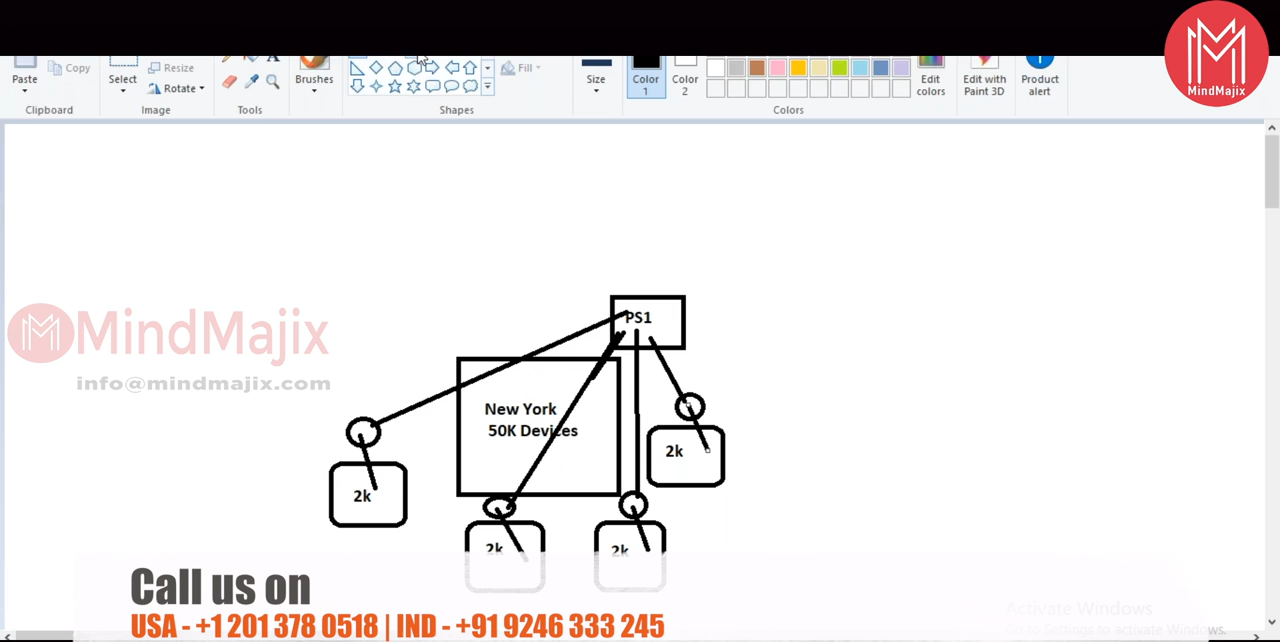 MindMajix
Paste
Copy
Select
Resize
Rotate
Brushes
Fill
Size
Color
1
Color
2
Edit
colors
Edit with
Paint 3D
Product
alert
Clipboard
Image
Tools
Shapes
Colors
MindMajix
info@mindmajix.com
PS1
New York
50K Devices
2k
2k
2k
2k
Call us on
USA - +1 201 378 0518 | IND - +91 9246 333 245
Activate Windows
Go to Settings to activate Windows.